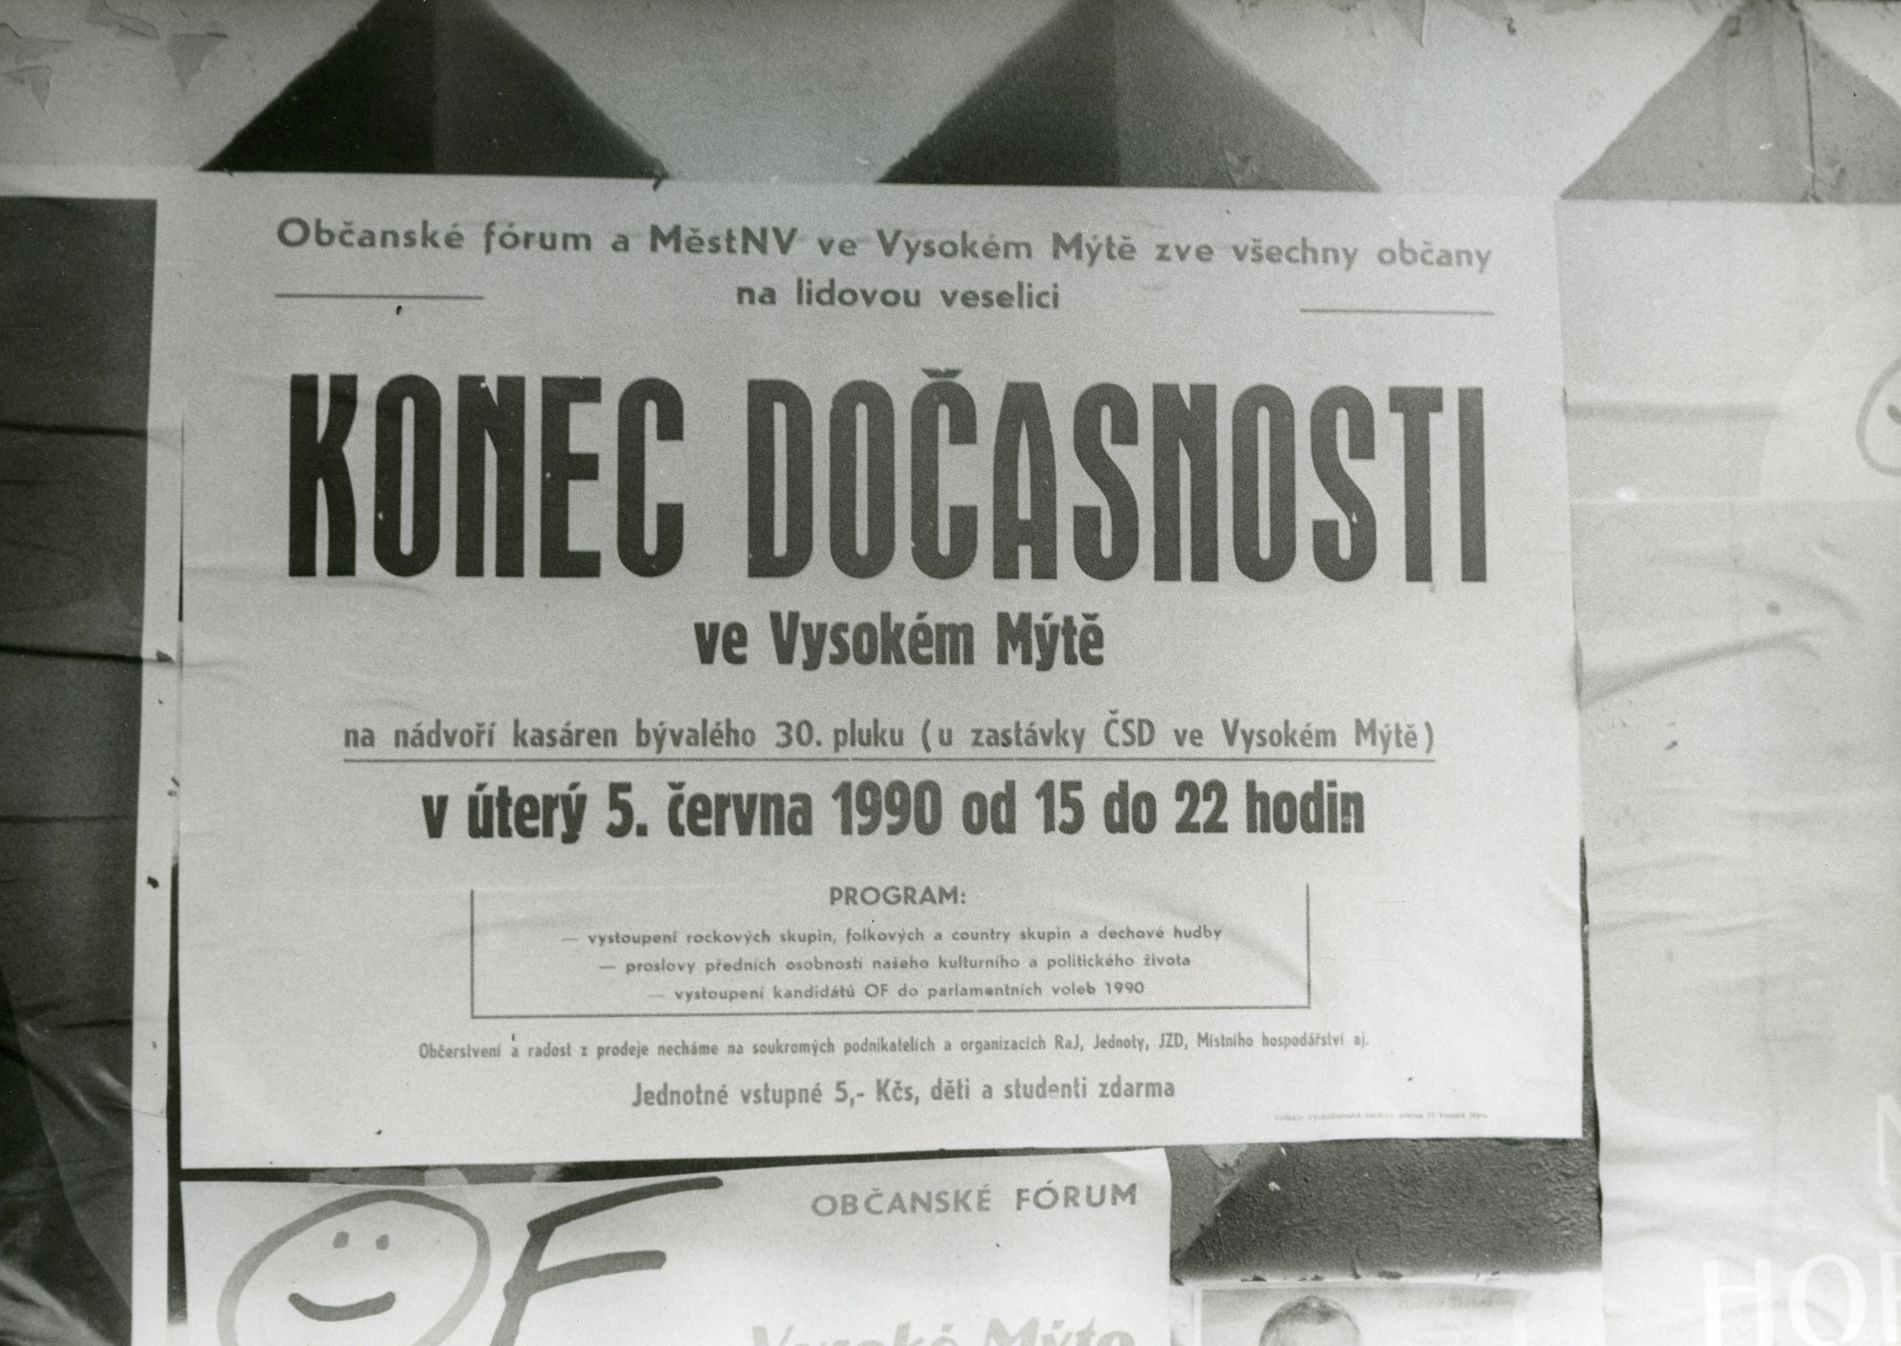 Občanské fórum a MěstNV ve Vysokém Mýtě zve všechny občany
na lidovou veselici
KONEC DOČASNOSTI
ve Vysokém Mýtě
na nádvoří kasáren bývalého 30. pluku (u zastávky ČSD ve Vysokém Mýtě)
v úterý 5. června 1990 od 15 do 22 hodin
PROGRAM:
— vystoupení rockových skupin, folkových a country skupin a dechové hudby
— proslovy předních osobností našeho kulturního a politického života
— vystoupení kandidátů OF do parlamentních voleb 1990
Občerstvení a radost z prodeje necháme na soukromých podnikatelích a organizacích RaJ, Jednoty, JZD, Místního hospodářství aj.
Jednotné vstupné 5,- Kčs, děti a studenti zdarma
OF
OBČANSKÉ FÓRUM
Vysoké Mýto
HO